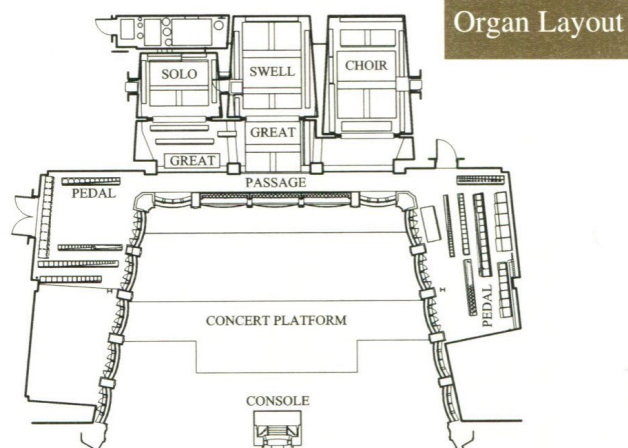 Organ Layout
SOLO
SWELL
CHOIR
GREAT
GREAT
PASSAGE
PEDAL
PEDAL
CONCERT PLATFORM
CONSOLE